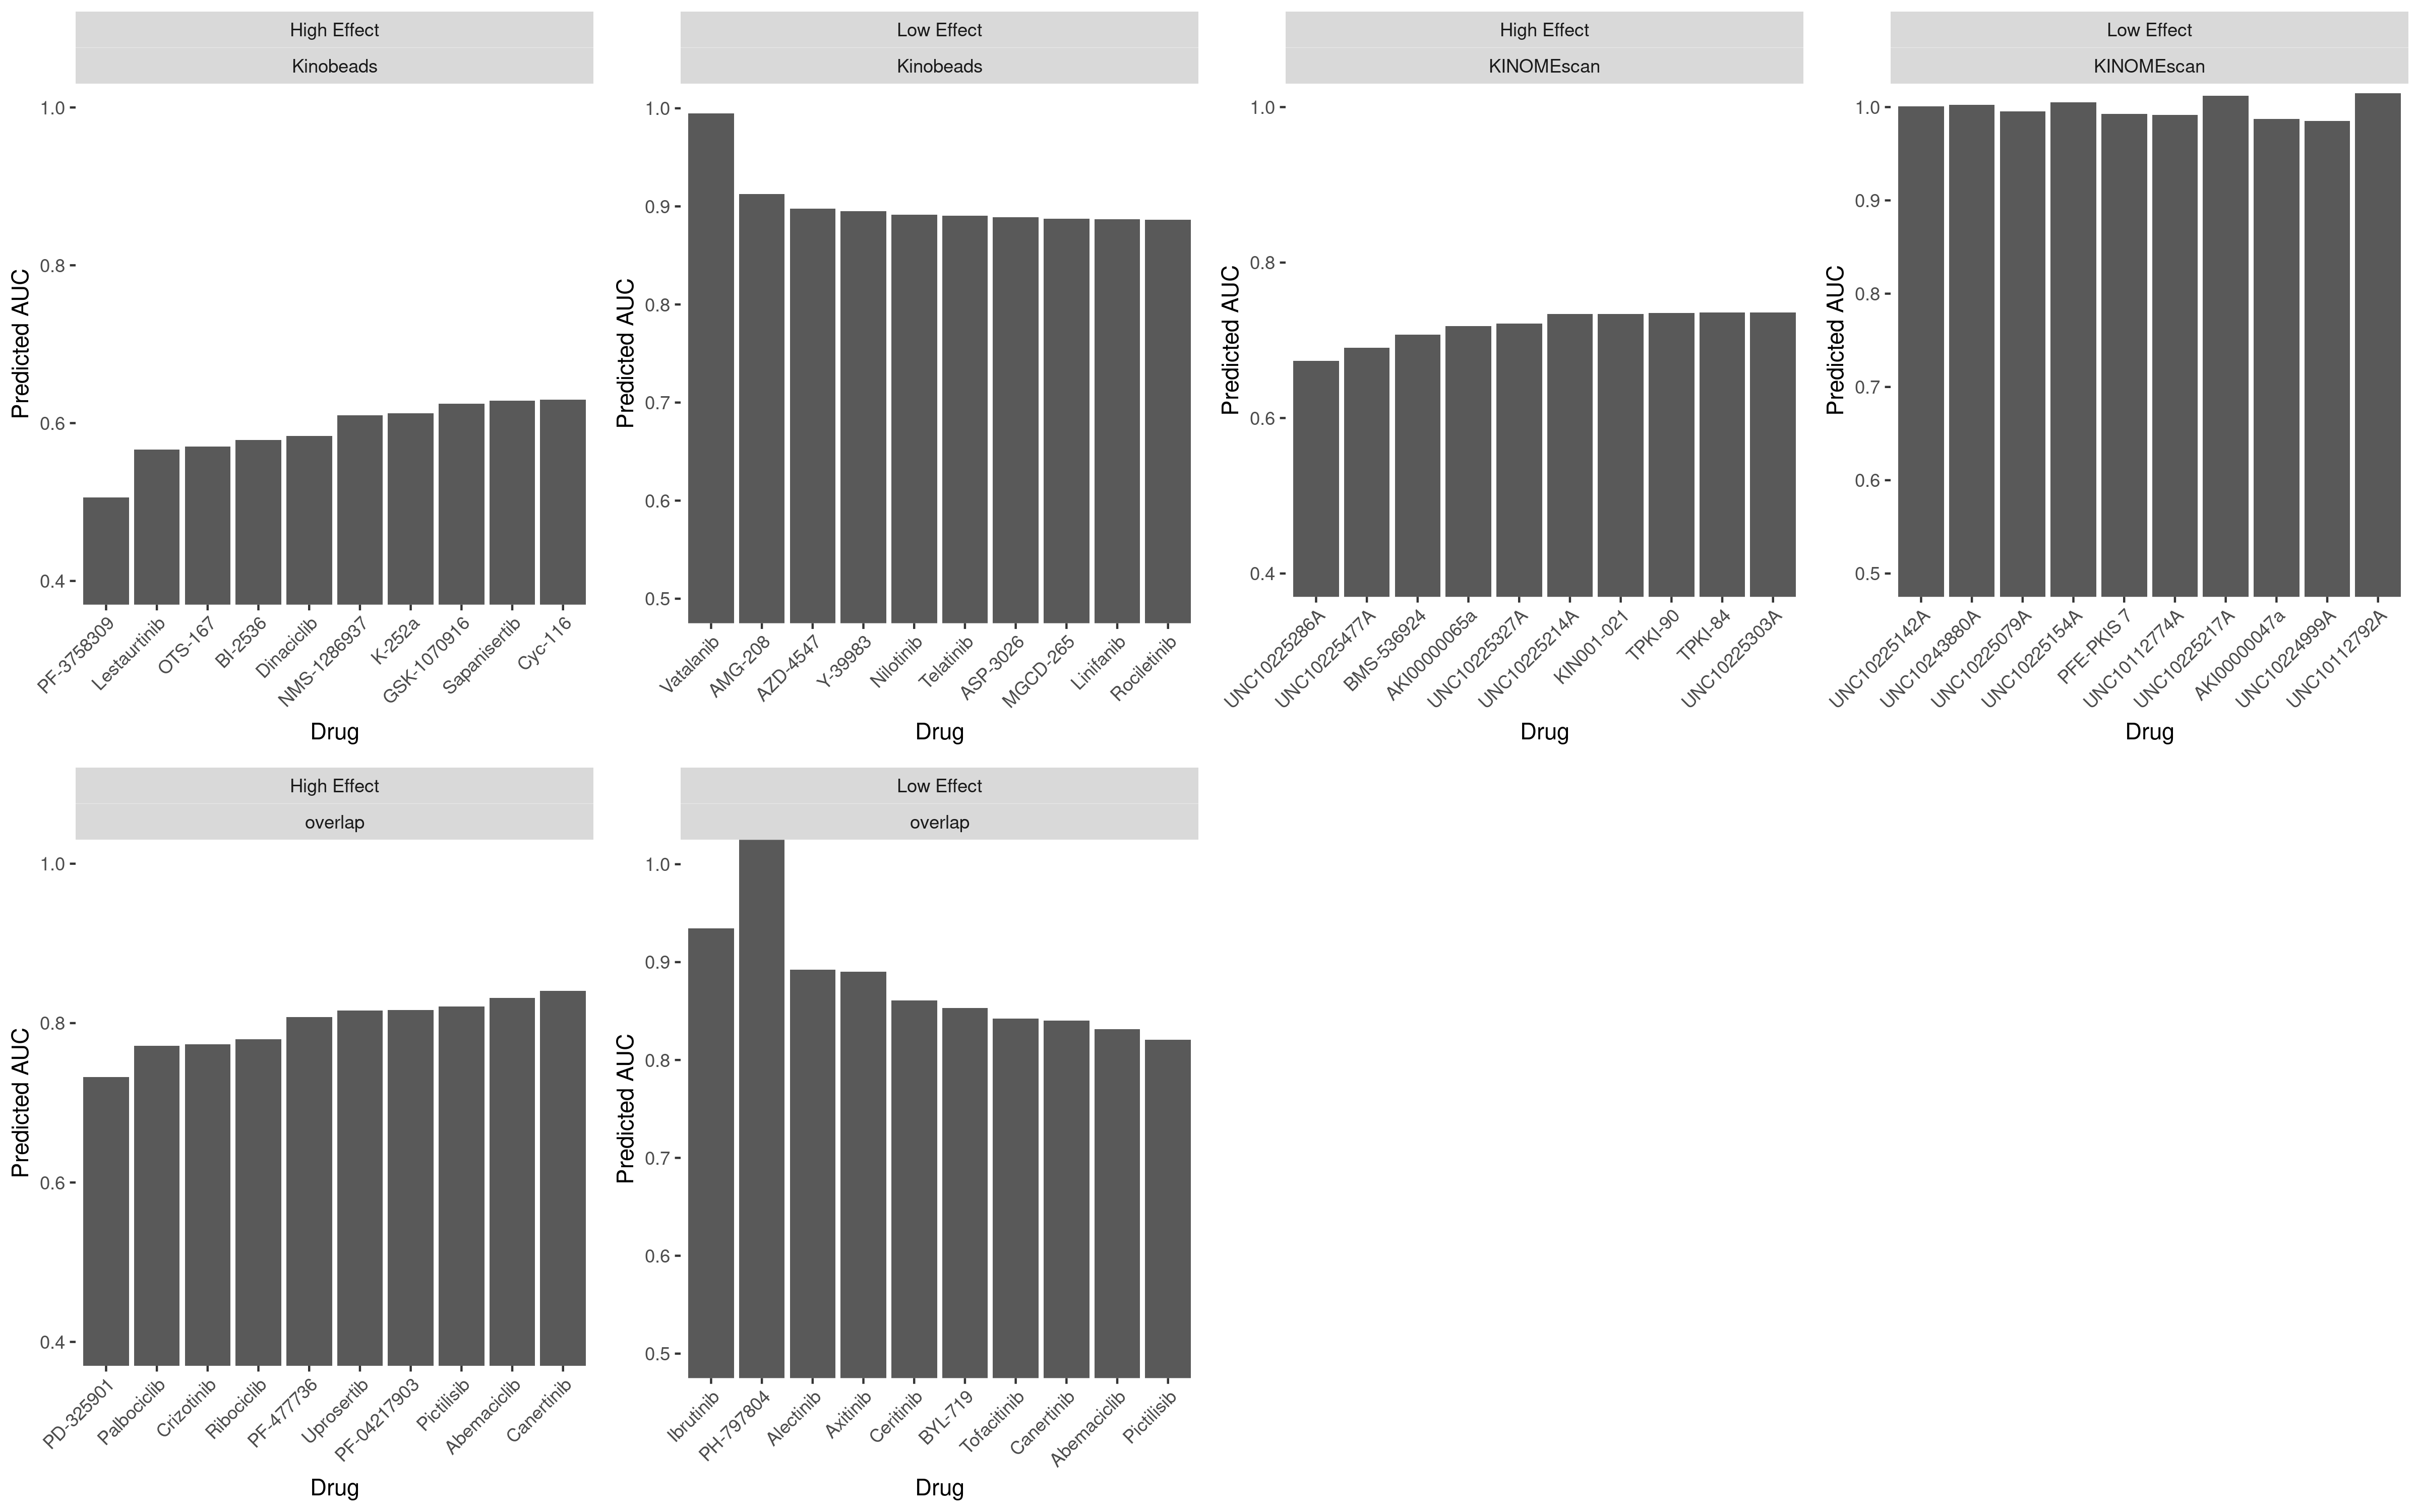 High Effect
Kinobeads
Predicted AUC
1.0
0.8
0.6
0.4
PF-3758309
Lestaurtinib
OTS-167
BI-2536
Dinaciclib
NMS-1286937
K-252a
GSK-1070916
Sapanisertib
Cyc-116
Drug
Low Effect
Kinobeads
Predicted AUC
1.0
0.9
0.8
0.7
0.6
0.5
Vatalanib
AMG-208
AZD-4547
Y-39983
Nilotinib
Telatinib
ASP-3026
MGCD-265
Linifanib
Rociletinib
Drug
High Effect
KINOMEscan
Predicted AUC
1.0
0.8
0.6
0.4
UNC10225286A
UNC10225477A
BMS-536924
AKI00000065a
UNC10225327A
UNC10225214A
KIN001-021
TPKI-90
TPKI-84
UNC10225303A
Drug
Low Effect
KINOMEscan
Predicted AUC
1.0
0.9
0.8
0.7
0.6
0.5
UNC10225142A
UNC10243880A
UNC10225079A
UNC10225154A
PFE-PKIS 7
UNC10112774A
UNC10225217A
AKI00000047a
UNC10224999A
UNC10112792A
Drug
High Effect
overlap
Predicted AUC
1.0
0.8
0.6
0.4
PD-325901
Palbociclib
Crizotinib
Ribociclib
PF-477736
Uprosertib
PF-04217903
Pictilisib
Abemaciclib
Canertinib
Drug
Low Effect
overlap
Predicted AUC
1.0
0.9
0.8
0.7
0.6
0.5
Ibrutinib
PH-797804
Alectinib
Axitinib
Ceritinib
BYL-719
Tofacitinib
Canertinib
Abemaciclib
Pictilisib
Drug